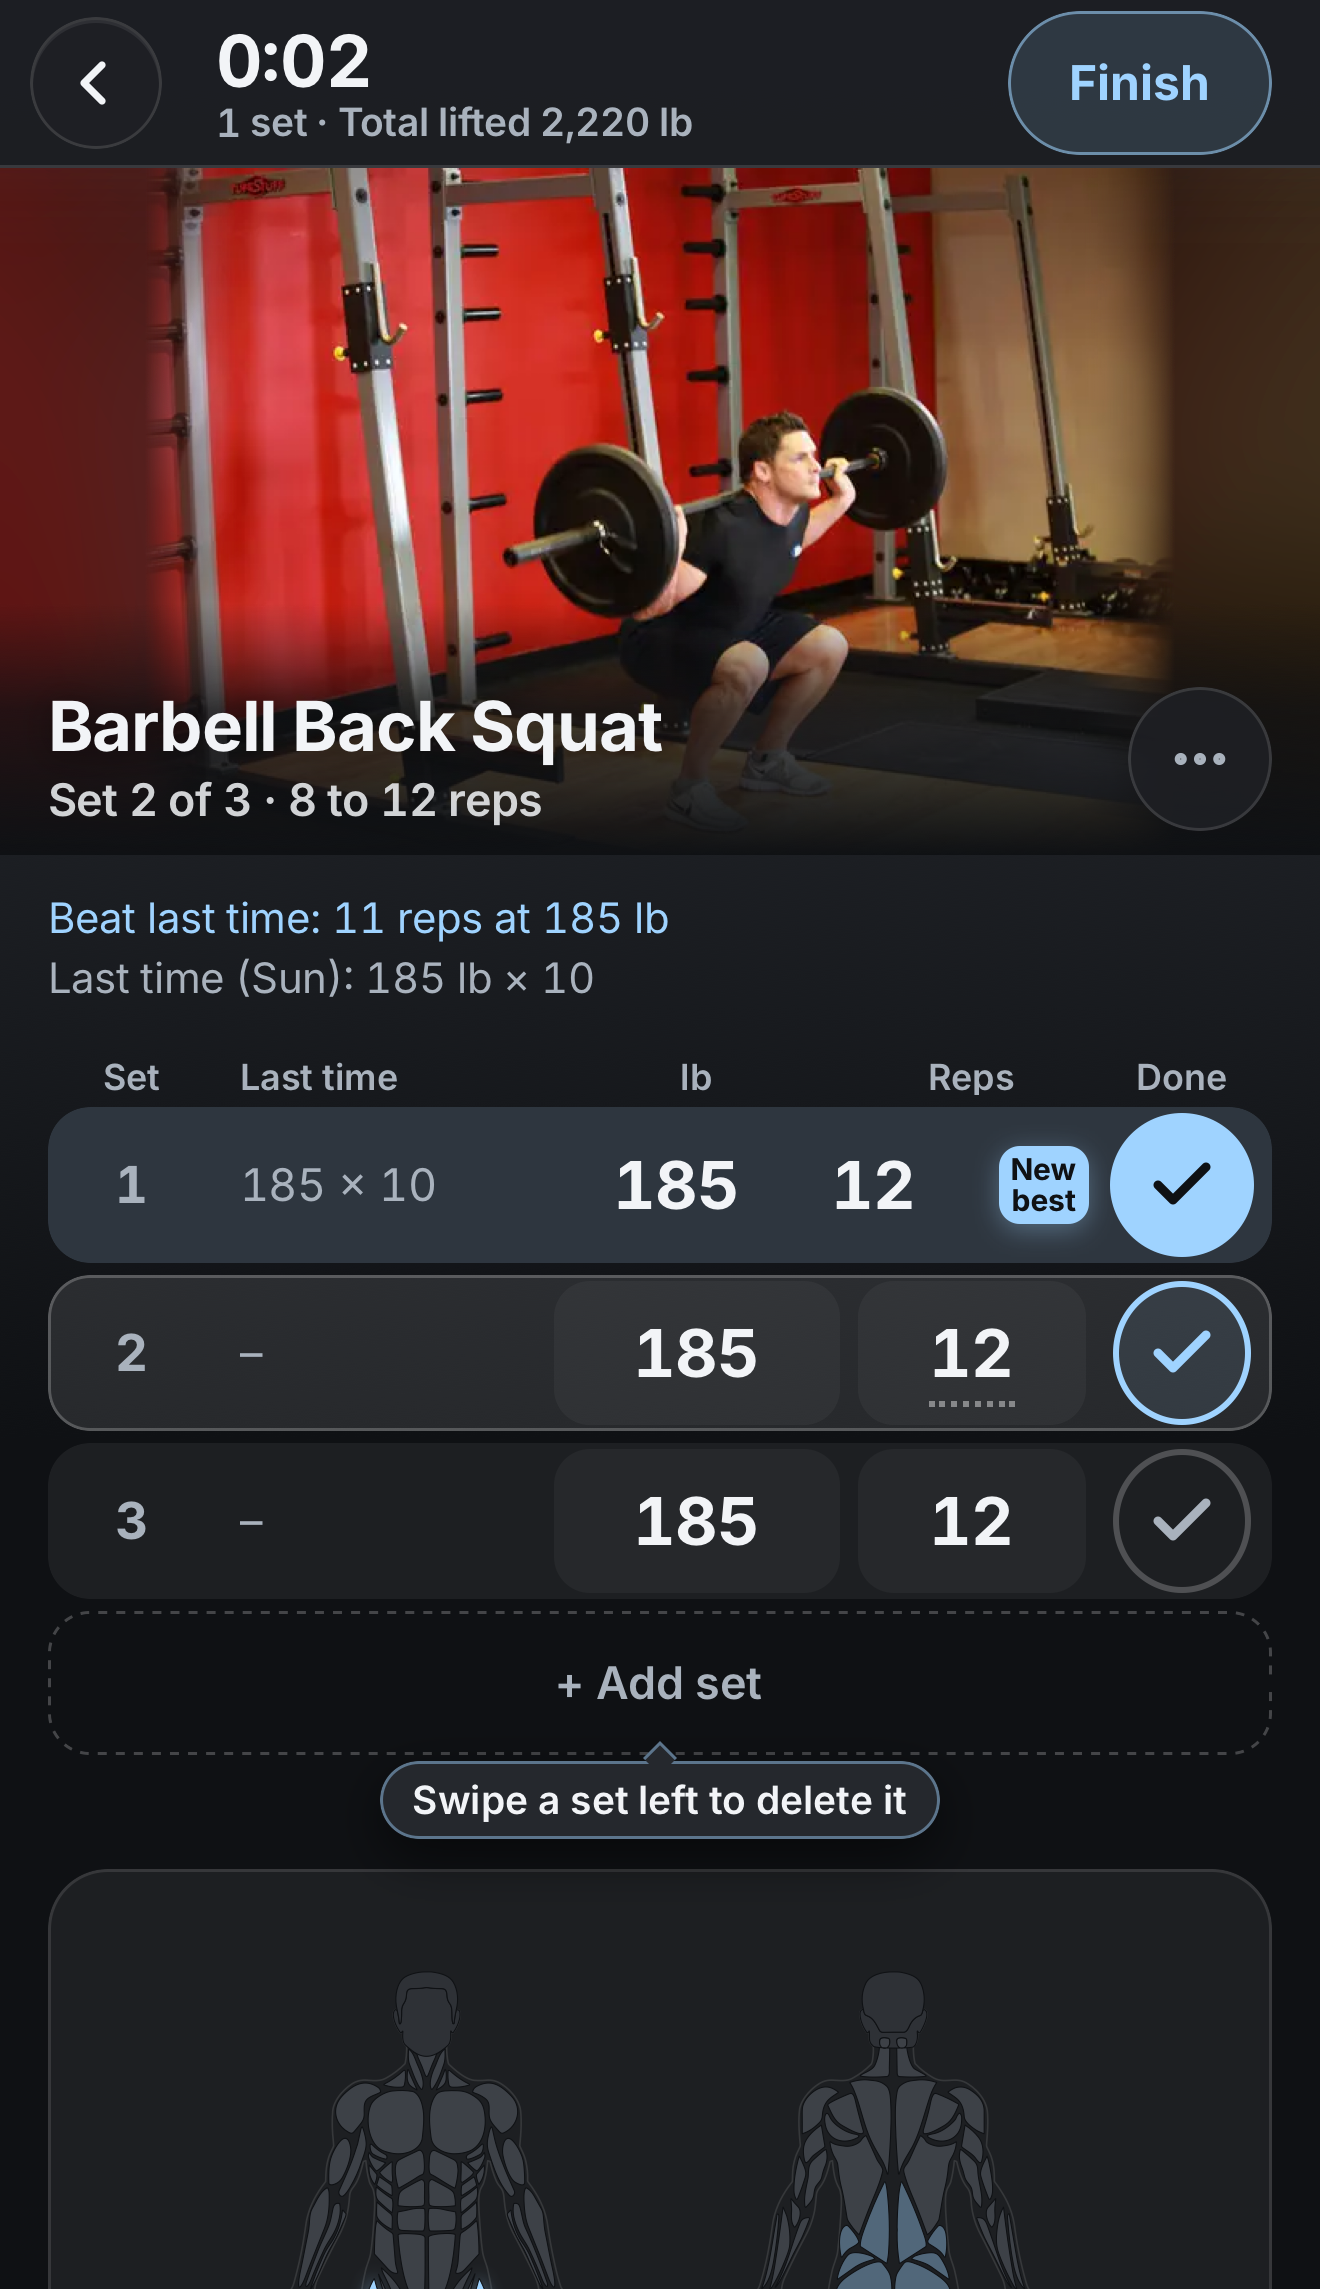 0:02
1 set · Total lifted 2,220 lb
Finish
Barbell Back Squat
Set 2 of 3 · 8 to 12 reps
Beat last time: 11 reps at 185 lb
Last time (Sun): 185 lb × 10
Set Last time lb Reps Done
1 185 × 10 185 12 New best
2 – 185 12
3 – 185 12
+ Add set
Swipe a set left to delete it